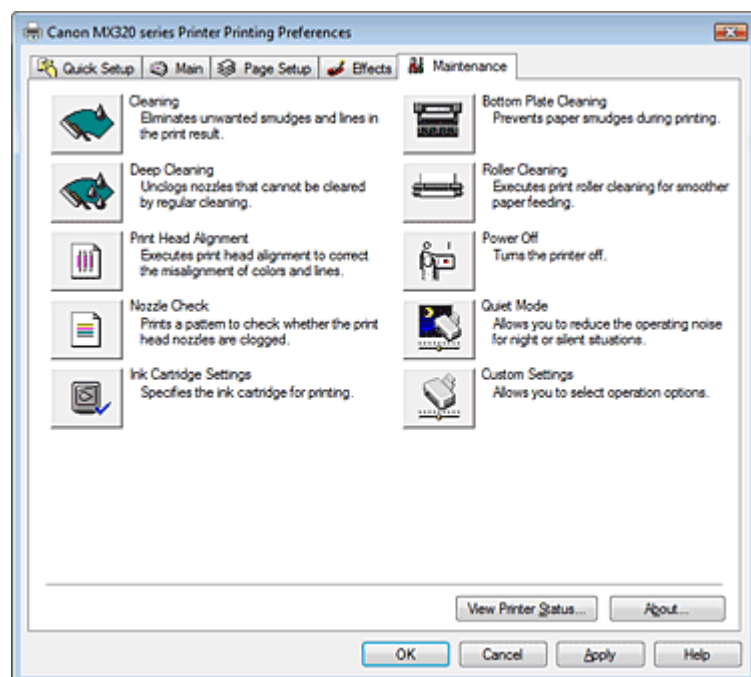 Canon MX320 series Printer Printing Preferences
Quick Setup
Main
Page Setup
Effects
Maintenance
Cleaning
Eliminates unwanted smudges and lines in
the print result.
Deep Cleaning
Unclogs nozzles that cannot be cleared
by regular cleaning.
Print Head Alignment
Executes print head alignment to correct
the misalignment of colors and lines.
Nozzle Check
Prints a pattern to check whether the print
head nozzles are clogged.
Ink Cartridge Settings
Specifies the ink cartridge for printing.
Bottom Plate Cleaning
Prevents paper smudges during printing.
Roller Cleaning
Executes print roller cleaning for smoother
paper feeding.
Power Off
Turns the printer off.
Quiet Mode
Allows you to reduce the operating noise
for night or silent situations.
Custom Settings
Allows you to select operation options.
View Printer Status...
About...
OK
Cancel
Apply
Help